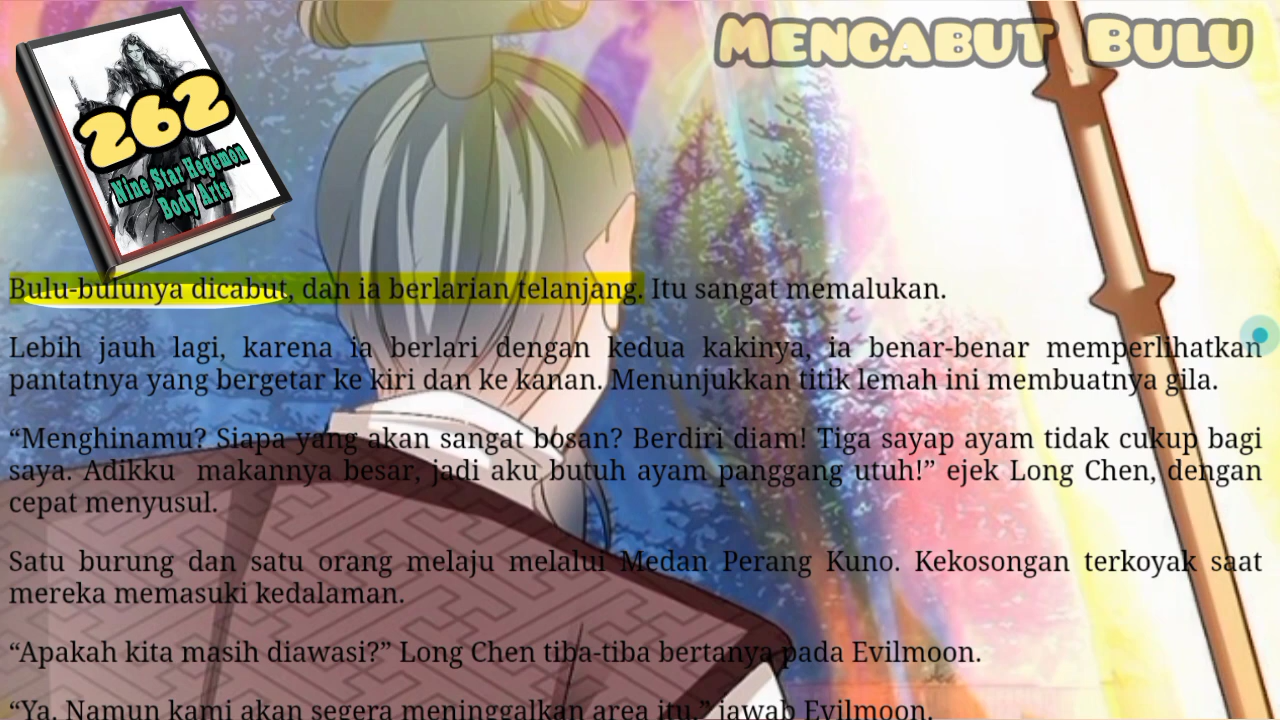 MENCABUT BULU
262
Nine Star Hegemon
Body Arts
Bulu-bulunya dicabut, dan ia berlarian telanjang. Itu sangat memalukan.
Lebih jauh lagi, karena ia berlari dengan kedua kakinya, ia benar-benar memperlihatkan
pantatnya yang bergetar ke kiri dan ke kanan. Menunjukkan titik lemah ini membuatnya gila.
“Menghinamu? Siapa yang akan sangat bosan? Berdiri diam! Tiga sayap ayam tidak cukup bagi
saya. Adikku makannya besar, jadi aku butuh ayam panggang utuh!” ejek Long Chen, dengan
cepat menyusul.
Satu burung dan satu orang melaju melalui Medan Perang Kuno. Kekosongan terkoyak saat
mereka memasuki kedalaman.
“Apakah kita masih diawasi?” Long Chen tiba-tiba bertanya pada Evilmoon.
“Ya. Namun kami akan segera meninggalkan area itu,” jawab Evilmoon.